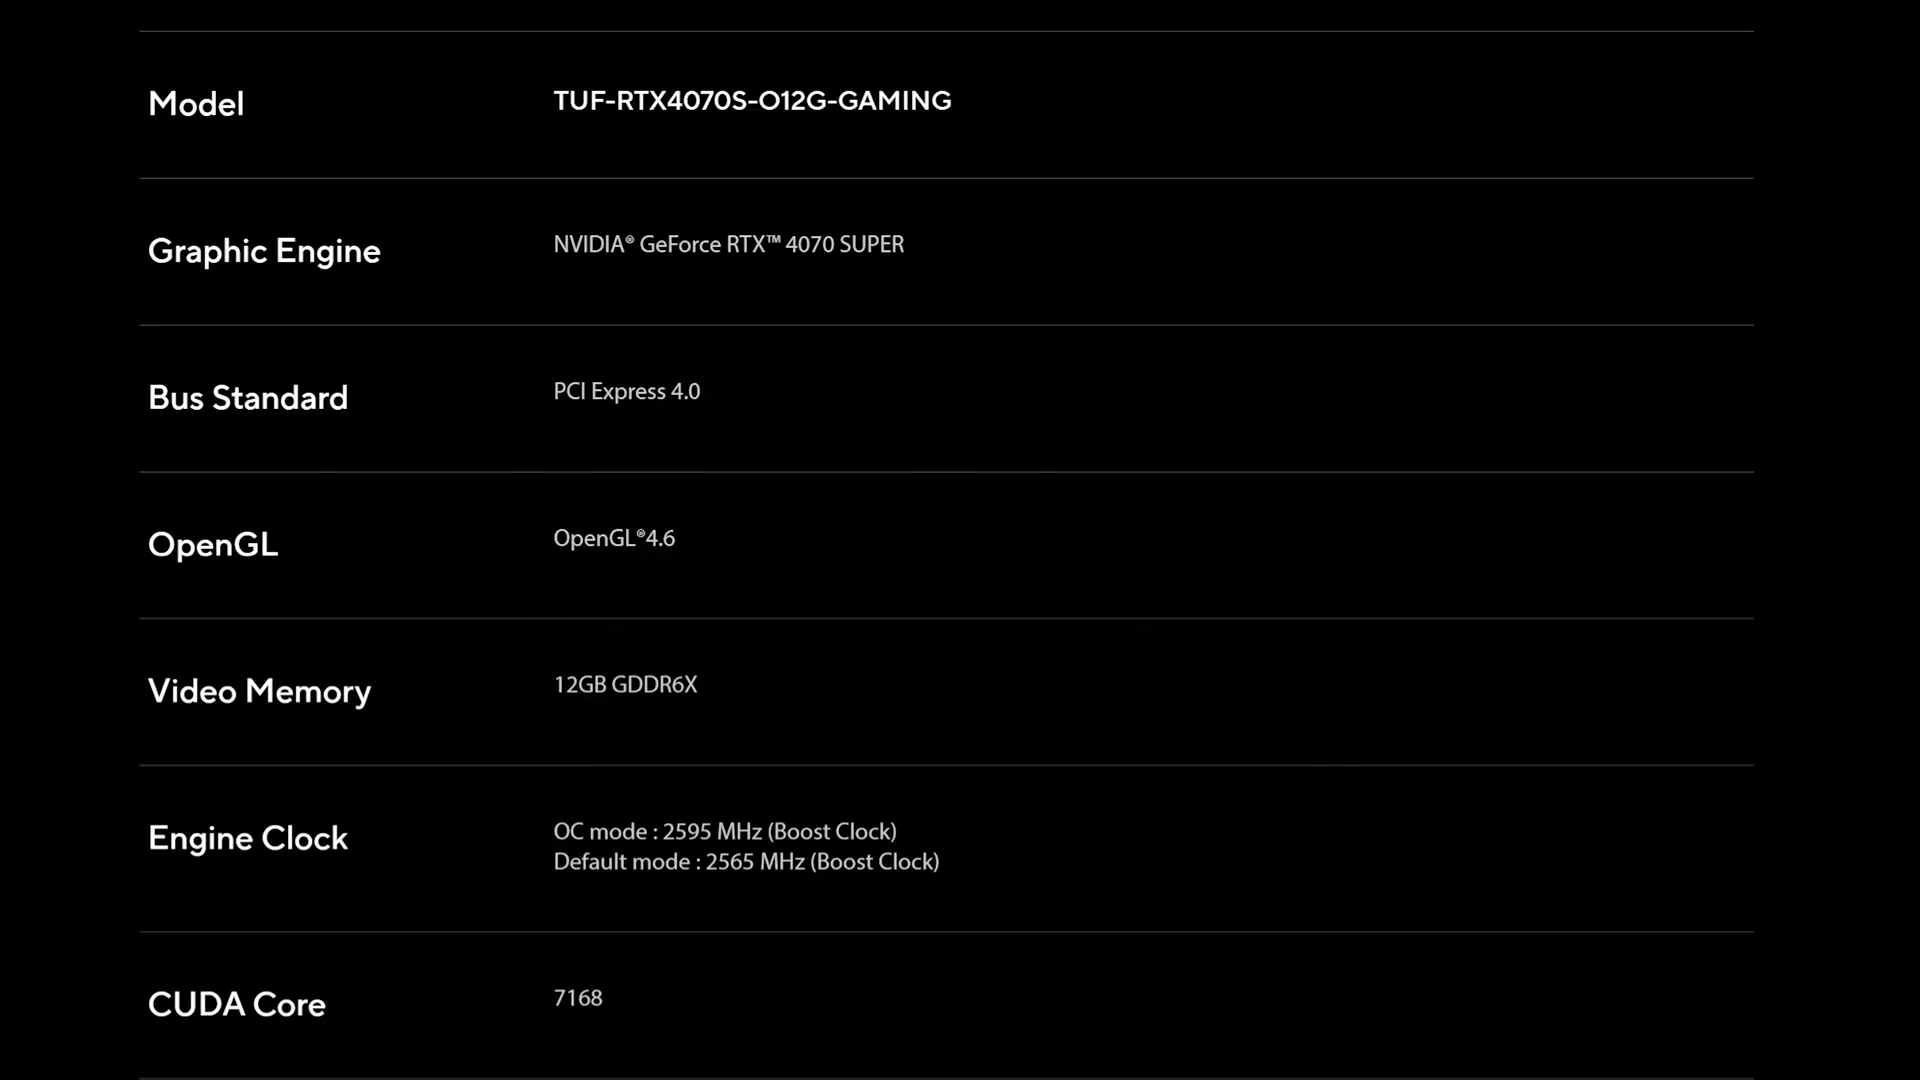 Model
TUF-RTX4070S-O12G-GAMING
Graphic Engine
NVIDIA® GeForce RTX™ 4070 SUPER
Bus Standard
PCI Express 4.0
OpenGL
OpenGL®4.6
Video Memory
12GB GDDR6X
Engine Clock
OC mode : 2595 MHz (Boost Clock)
Default mode : 2565 MHz (Boost Clock)
CUDA Core
7168